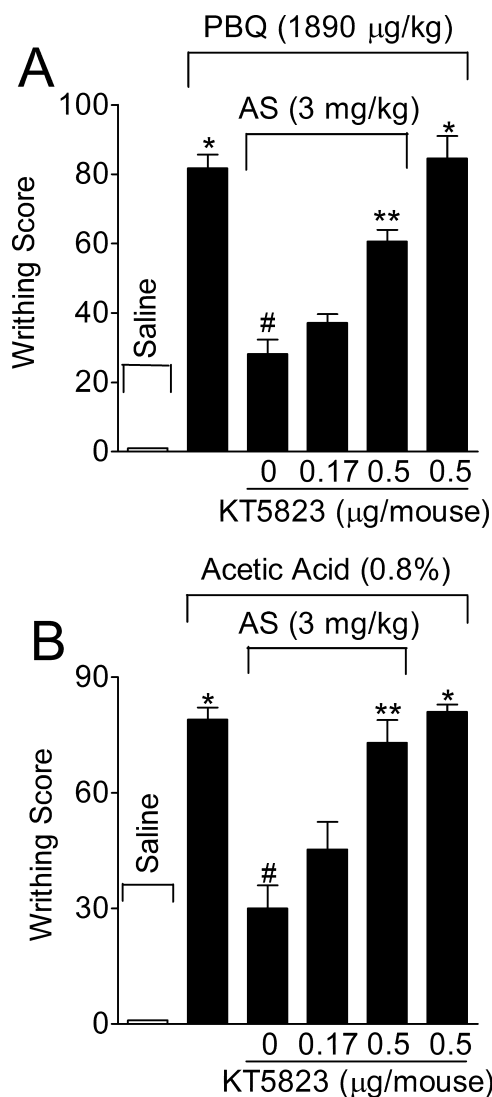 A
PBQ (1890 μg/kg)
AS (3 mg/kg)
Writhing Score
100
80
60
40
20
0
Saline
*
#
**
*
0 0.17 0.5 0.5
KT5823 (μg/mouse)
B
Acetic Acid (0.8%)
AS (3 mg/kg)
Writhing Score
90
60
30
0
Saline
*
#
**
*
0 0.17 0.5 0.5
KT5823 (μg/mouse)